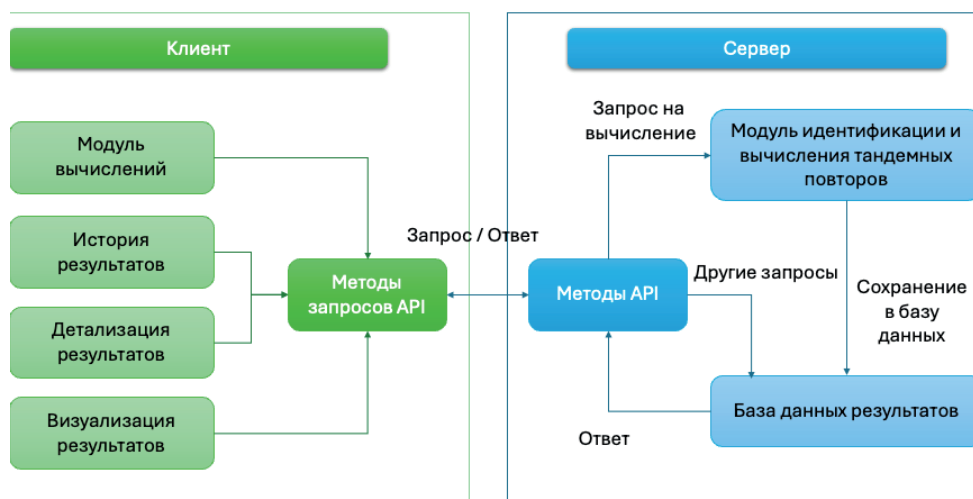 Клиент
Модуль
вычислений
История
результатов
Детализация
результатов
Визуализация
результатов
Методы
запросов API
Запрос / Ответ
Сервер
Запрос на
вычисление
Модуль идентификации и
вычисления тандемных
повторов
Методы API
Другие запросы
Сохранение
в базу
данных
База данных результатов
Ответ